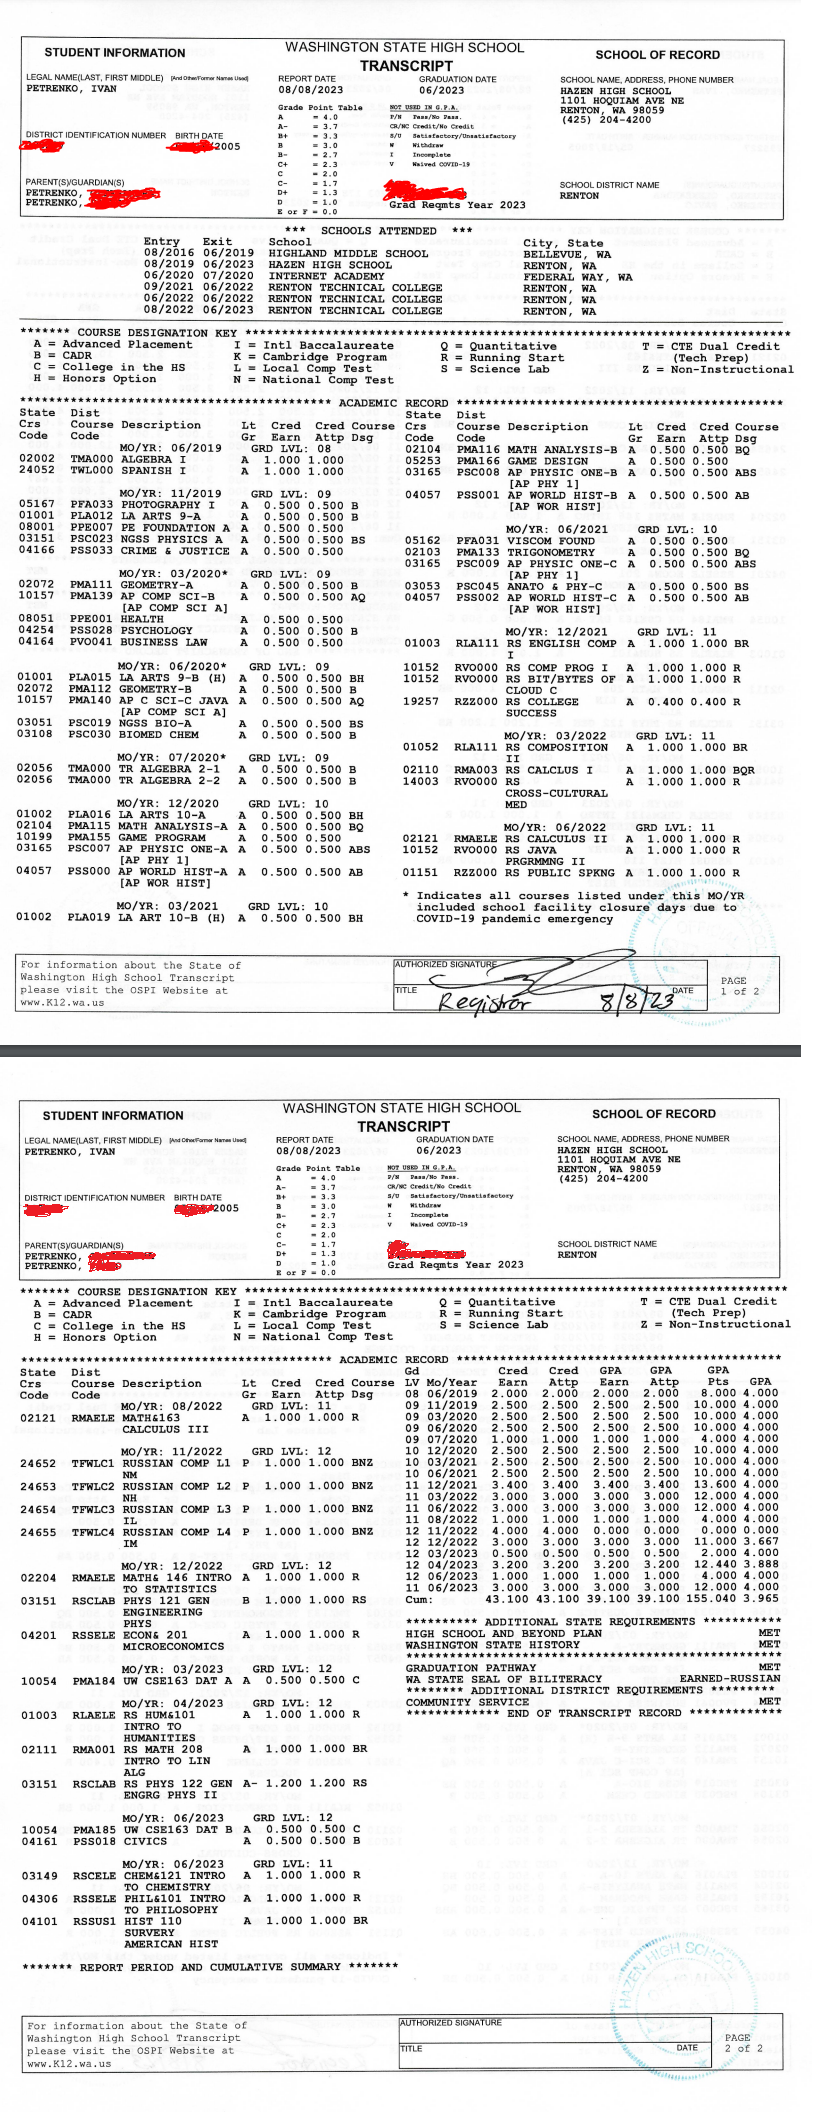 WASHINGTON STATE HIGH SCHOOL
TRANSCRIPT
STUDENT INFORMATION
LEGAL NAME(LAST, FIRST MIDDLE) [And Other/Former Names Used]
PETRENKO, IVAN
DISTRICT IDENTIFICATION NUMBER BIRTH DATE
2005
PARENT(S)/GUARDIAN(S)
PETRENKO,
PETRENKO,
REPORT DATE GRADUATION DATE
08/08/2023 06/2023
Grade Point Table NOT USED IN G.P.A.
A = 4.0 P/N Pass/No Pass.
A- = 3.7 CR/NC Credit/No Credit
B+ = 3.3 S/U Satisfactory/Unsatisfactory
B = 3.0 W Withdraw
B- = 2.7 I Incomplete
C+ = 2.3 V Waived COVID-19
C = 2.0
C- = 1.7
D+ = 1.3
D = 1.0
E or F = 0.0
Grad Reqmts Year 2023
SCHOOL OF RECORD
SCHOOL NAME, ADDRESS, PHONE NUMBER
HAZEN HIGH SCHOOL
1101 HOQUIAM AVE NE
RENTON, WA 98059
(425) 204-4200
SCHOOL DISTRICT NAME
RENTON
*** SCHOOLS ATTENDED ***
Entry Exit School City, State
08/2016 06/2019 HIGHLAND MIDDLE SCHOOL BELLEVUE, WA
08/2019 06/2023 HAZEN HIGH SCHOOL RENTON, WA
06/2020 07/2020 INTERNET ACADEMY FEDERAL WAY, WA
09/2021 06/2022 RENTON TECHNICAL COLLEGE RENTON, WA
06/2022 06/2022 RENTON TECHNICAL COLLEGE RENTON, WA
08/2022 06/2023 RENTON TECHNICAL COLLEGE RENTON, WA
******* COURSE DESIGNATION KEY *******
A = Advanced Placement I = Intl Baccalaureate Q = Quantitative T = CTE Dual Credit
B = CADR K = Cambridge Program R = Running Start (Tech Prep)
C = College in the HS L = Local Comp Test S = Science Lab Z = Non-Instructional
H = Honors Option N = National Comp Test
******* ACADEMIC RECORD *******
State Dist
Crs Course Description Lt Cred Cred Course
Code Code Gr Earn Attp Dsg
MO/YR: 06/2019 GRD LVL: 08
02002 TMA000 ALGEBRA I A 1.000 1.000
24052 TWL000 SPANISH I A 1.000 1.000
MO/YR: 11/2019 GRD LVL: 09
05167 PFA033 PHOTOGRAPHY I A 0.500 0.500 B
01001 PLA012 LA ARTS 9-A A 0.500 0.500 B
08001 PPE007 PE FOUNDATION A A 0.500 0.500
03151 PSC023 NGSS PHYSICS A A 0.500 0.500 BS
04166 PSS033 CRIME & JUSTICE A 0.500 0.500
MO/YR: 03/2020* GRD LVL: 09
02072 PMA111 GEOMETRY-A A 0.500 0.500 B
10157 PMA139 AP COMP SCI-B A 0.500 0.500 AQ
[AP COMP SCI A]
08051 PPE001 HEALTH A 0.500 0.500
04254 PSS028 PSYCHOLOGY A 0.500 0.500 B
04164 PVO041 BUSINESS LAW A 0.500 0.500
MO/YR: 06/2020* GRD LVL: 09
01001 PLA015 LA ARTS 9-B (H) A 0.500 0.500 BH
02072 PMA112 GEOMETRY-B A 0.500 0.500 B
10157 PMA140 AP C SCI-C JAVA A 0.500 0.500 AQ
[AP COMP SCI A]
03051 PSC019 NGSS BIO-A A 0.500 0.500 BS
03108 PSC030 BIOMED CHEM A 0.500 0.500 B
MO/YR: 07/2020* GRD LVL: 09
02056 TMA000 TR ALGEBRA 2-1 A 0.500 0.500 B
02056 TMA000 TR ALGEBRA 2-2 A 0.500 0.500 B
MO/YR: 12/2020 GRD LVL: 10
01002 PLA016 LA ARTS 10-A A 0.500 0.500 BH
02104 PMA115 MATH ANALYSIS-A A 0.500 0.500 BQ
10199 PMA155 GAME PROGRAM A 0.500 0.500
03165 PSC007 AP PHYSIC ONE-A A 0.500 0.500 ABS
[AP PHY 1]
04057 PSS000 AP WORLD HIST-A A 0.500 0.500 AB
[AP WOR HIST]
MO/YR: 03/2021 GRD LVL: 10
01002 PLA019 LA ART 10-B (H) A 0.500 0.500 BH
State Dist
Crs Course Description Lt Cred Cred Course
Code Code Gr Earn Attp Dsg
02104 PMA116 MATH ANALYSIS-B A 0.500 0.500 BQ
05253 PMA166 GAME DESIGN A 0.500 0.500
03165 PSC008 AP PHYSIC ONE-B A 0.500 0.500 ABS
[AP PHY 1]
04057 PSS001 AP WORLD HIST-B A 0.500 0.500 AB
[AP WOR HIST]
MO/YR: 06/2021 GRD LVL: 10
05162 PFA031 VISCOM FOUND A 0.500 0.500
02103 PMA133 TRIGONOMETRY A 0.500 0.500 BQ
03165 PSC009 AP PHYSIC ONE-C A 0.500 0.500 ABS
[AP PHY 1]
03053 PSC045 ANATO & PHY-C A 0.500 0.500 BS
04057 PSS002 AP WORLD HIST-C A 0.500 0.500 AB
[AP WOR HIST]
MO/YR: 12/2021 GRD LVL: 11
01003 RLA111 RS ENGLISH COMP A 1.000 1.000 BR
I
10152 RVO000 RS COMP PROG I A 1.000 1.000 R
10152 RVO000 RS BIT/BYTES OF A 1.000 1.000 R
CLOUD C
19257 RZZ000 RS COLLEGE A 0.400 0.400 R
SUCCESS
MO/YR: 03/2022 GRD LVL: 11
01052 RLA111 RS COMPOSITION A 1.000 1.000 BR
II
02110 RMA003 RS CALCLUS I A 1.000 1.000 BQR
14003 RVO000 RS A 1.000 1.000 R
CROSS-CULTURAL
MED
MO/YR: 06/2022 GRD LVL: 11
02121 RMAELE RS CALCULUS II A 1.000 1.000 R
10152 RVO000 RS JAVA A 1.000 1.000 R
PRGRMMNG II
01151 RZZ000 RS PUBLIC SPKNG A 1.000 1.000 R
* Indicates all courses listed under this MO/YR
included school facility closure days due to
COVID-19 pandemic emergency
For information about the State of
Washington High School Transcript
please visit the OSPI Website at
www.K12.wa.us
AUTHORIZED SIGNATURE
TITLE Registrar 8/8/23 DATE
PAGE
1 of 2
WASHINGTON STATE HIGH SCHOOL
TRANSCRIPT
STUDENT INFORMATION
LEGAL NAME(LAST, FIRST MIDDLE) [And Other/Former Names Used]
PETRENKO, IVAN
DISTRICT IDENTIFICATION NUMBER BIRTH DATE
2005
PARENT(S)/GUARDIAN(S)
PETRENKO,
PETRENKO,
REPORT DATE GRADUATION DATE
08/08/2023 06/2023
Grade Point Table NOT USED IN G.P.A.
A = 4.0 P/N Pass/No Pass.
A- = 3.7 CR/NC Credit/No Credit
B+ = 3.3 S/U Satisfactory/Unsatisfactory
B = 3.0 W Withdraw
B- = 2.7 I Incomplete
C+ = 2.3 V Waived COVID-19
C = 2.0
C- = 1.7
D+ = 1.3
D = 1.0
E or F = 0.0
Grad Reqmts Year 2023
SCHOOL OF RECORD
SCHOOL NAME, ADDRESS, PHONE NUMBER
HAZEN HIGH SCHOOL
1101 HOQUIAM AVE NE
RENTON, WA 98059
(425) 204-4200
SCHOOL DISTRICT NAME
RENTON
******* COURSE DESIGNATION KEY *******
A = Advanced Placement I = Intl Baccalaureate Q = Quantitative T = CTE Dual Credit
B = CADR K = Cambridge Program R = Running Start (Tech Prep)
C = College in the HS L = Local Comp Test S = Science Lab Z = Non-Instructional
H = Honors Option N = National Comp Test
******* ACADEMIC RECORD *******
State Dist
Crs Course Description Lt Cred Cred Course
Code Code Gr Earn Attp Dsg
MO/YR: 08/2022 GRD LVL: 11
02121 RMAELE MATH&163 A 1.000 1.000 R
CALCULUS III
MO/YR: 11/2022 GRD LVL: 12
24652 TFWLC1 RUSSIAN COMP L1 P 1.000 1.000 BNZ
NM
24653 TFWLC2 RUSSIAN COMP L2 P 1.000 1.000 BNZ
NH
24654 TFWLC3 RUSSIAN COMP L3 P 1.000 1.000 BNZ
IL
24655 TFWLC4 RUSSIAN COMP L4 P 1.000 1.000 BNZ
IM
MO/YR: 12/2022 GRD LVL: 12
02204 RMAELE MATH& 146 INTRO A 1.000 1.000 R
TO STATISTICS
03151 RSCLAB PHYS 121 GEN B 1.000 1.000 RS
ENGINEERING
PHYS
04201 RSSELE ECON& 201 A 1.000 1.000 R
MICROECONOMICS
MO/YR: 03/2023 GRD LVL: 12
10054 PMA184 UW CSE163 DAT A A 0.500 0.500 C
MO/YR: 04/2023 GRD LVL: 12
01003 RLAELE RS HUM&101 A 1.000 1.000 R
INTRO TO
HUMANITIES
02111 RMA001 RS MATH 208 A 1.000 1.000 BR
INTRO TO LIN
ALG
03151 RSCLAB RS PHYS 122 GEN A- 1.200 1.200 RS
ENGRG PHYS II
MO/YR: 06/2023 GRD LVL: 12
10054 PMA185 UW CSE163 DAT B A 0.500 0.500 C
04161 PSS018 CIVICS A 0.500 0.500 B
MO/YR: 06/2023 GRD LVL: 11
03149 RSCELE CHEM&121 INTRO A 1.000 1.000 R
TO CHEMISTRY
04306 RSSELE PHIL&101 INTRO A 1.000 1.000 R
TO PHILOSOPHY
04101 RSSUS1 HIST 110 A 1.000 1.000 BR
SURVERY
AMERICAN HIST
******* REPORT PERIOD AND CUMULATIVE SUMMARY *******
Gd Cred Cred GPA GPA GPA
LV Mo/Year Earn Attp Earn Attp Pts GPA
08 06/2019 2.000 2.000 2.000 2.000 8.000 4.000
09 11/2019 2.500 2.500 2.500 2.500 10.000 4.000
09 03/2020 2.500 2.500 2.500 2.500 10.000 4.000
09 06/2020 2.500 2.500 2.500 2.500 10.000 4.000
09 07/2020 1.000 1.000 1.000 1.000 4.000 4.000
10 12/2020 2.500 2.500 2.500 2.500 10.000 4.000
10 03/2021 2.500 2.500 2.500 2.500 10.000 4.000
10 06/2021 2.500 2.500 2.500 2.500 10.000 4.000
11 12/2021 3.400 3.400 3.400 3.400 13.600 4.000
11 03/2022 3.000 3.000 3.000 3.000 12.000 4.000
11 06/2022 3.000 3.000 3.000 3.000 12.000 4.000
11 08/2022 1.000 1.000 1.000 1.000 4.000 4.000
12 11/2022 4.000 4.000 0.000 0.000 0.000 0.000
12 12/2022 3.000 3.000 3.000 3.000 11.000 3.667
12 03/2023 0.500 0.500 0.500 0.500 2.000 4.000
12 04/2023 3.200 3.200 3.200 3.200 12.440 3.888
12 06/2023 1.000 1.000 1.000 1.000 4.000 4.000
11 06/2023 3.000 3.000 3.000 3.000 12.000 4.000
Cum: 43.100 43.100 39.100 39.100 155.040 3.965
********** ADDITIONAL STATE REQUIREMENTS **********
HIGH SCHOOL AND BEYOND PLAN MET
WASHINGTON STATE HISTORY MET
GRADUATION PATHWAY MET
WA STATE SEAL OF BILITERACY EARNED-RUSSIAN
******** ADDITIONAL DISTRICT REQUIREMENTS ********
COMMUNITY SERVICE MET
************* END OF TRANSCRIPT RECORD *************
HAZEN HIGH SCHOOL
For information about the State of
Washington High School Transcript
please visit the OSPI Website at
www.K12.wa.us
AUTHORIZED SIGNATURE
TITLE DATE
PAGE
2 of 2